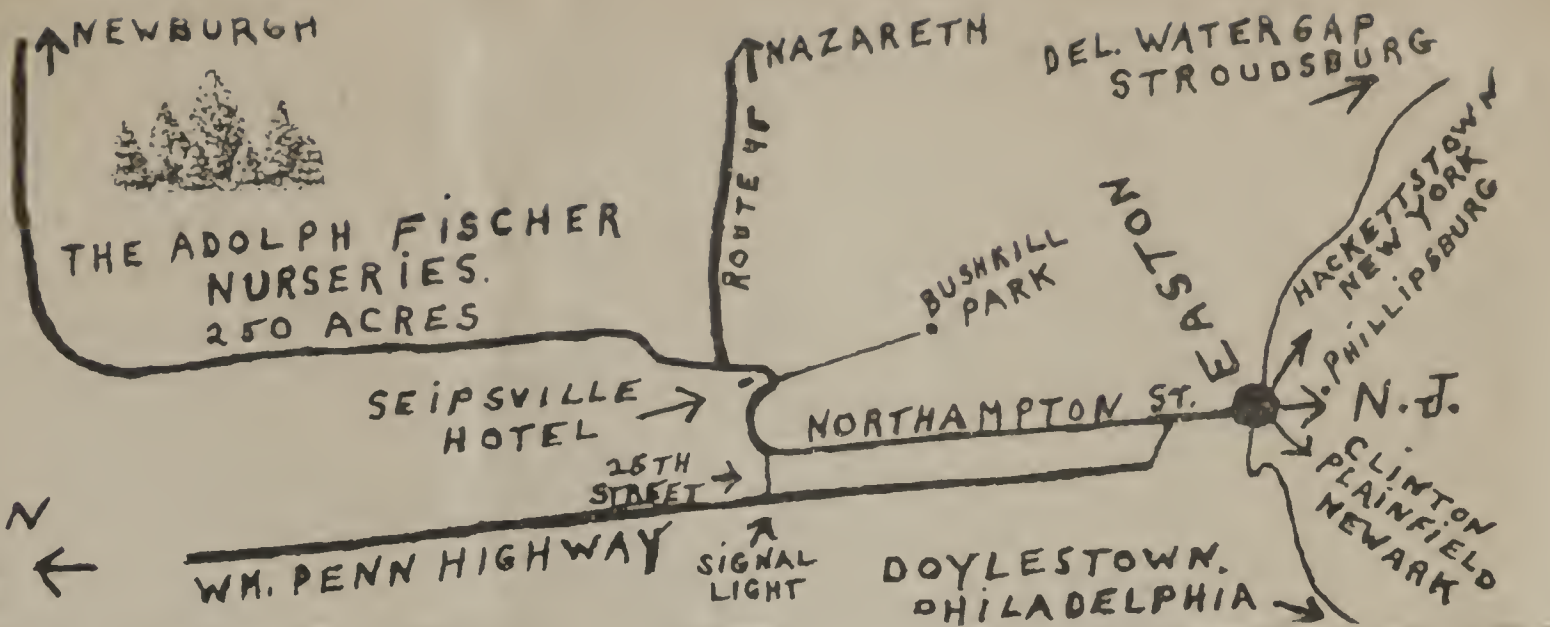 NEWBURGH
NAZARETH
DEL. WATER GAP
STROUDSBURG
THE ADOLPH FISCHER
NURSERIES.
250 ACRES
ROUTE 45
BUSHKILL
PARK
EASTON
HACKETTSTOWN
NEW YORK
PHILLIPSBURG
N.J.
SEIPSVILLE
HOTEL
NORTHAMPTON ST.
25TH
STREET
CLINTON
PLAINFIELD
NEWARK
N
WM. PENN HIGHWAY
SIGNAL
LIGHT
DOYLESTOWN.
PHILADELPHIA